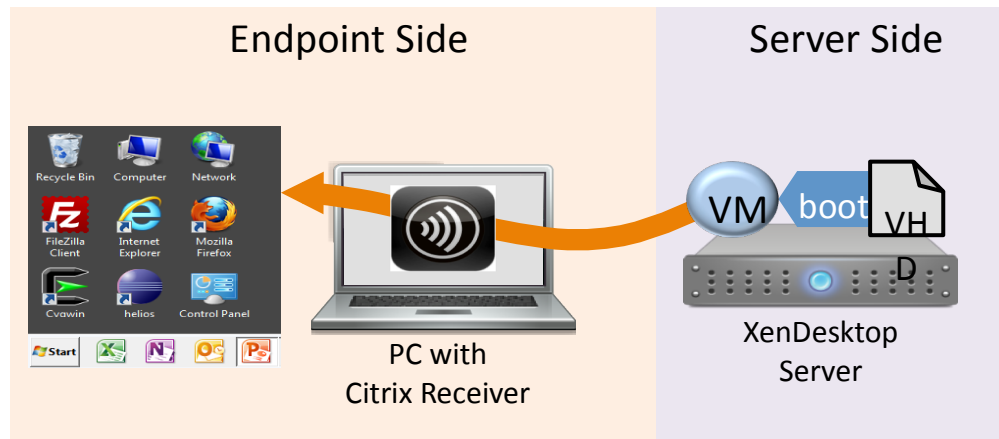 Endpoint Side
Server Side
Recycle Bin Computer Network
FileZilla Client
Internet Explorer
Mozilla Firefox
Cygwin helios Control Panel
Start
VM
boot
VH
D
PC with
Citrix Receiver
XenDesktop
Server